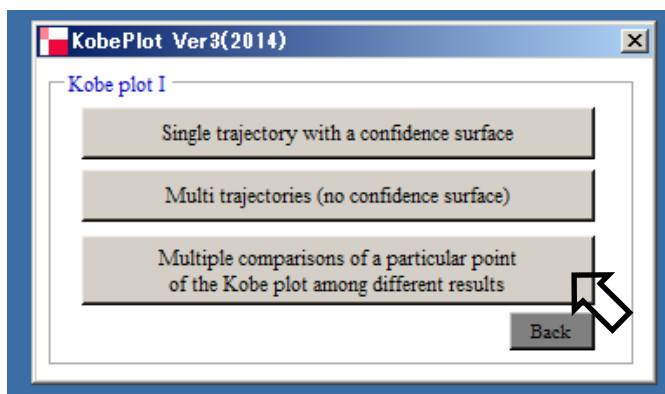 KobePlot Ver3(2014)
Kobe plot I
Single trajectory with a confidence surface
Multi trajectories (no confidence surface)
Multiple comparisons of a particular point
of the Kobe plot among different results
Back